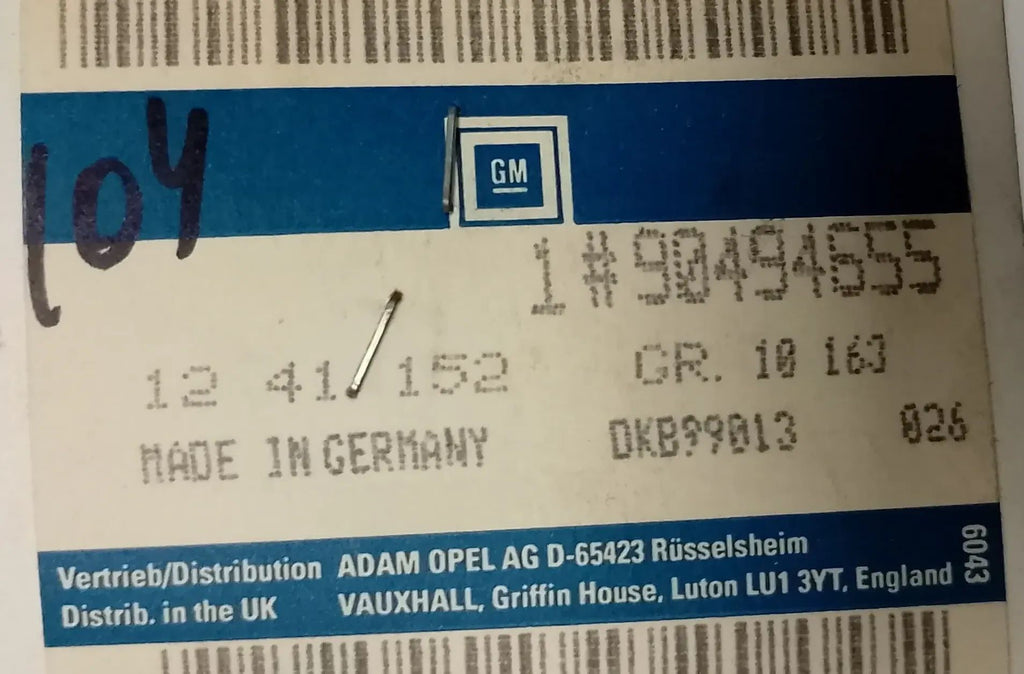 104
GM
1 #90494655
12 41 152 GR. 10 163
MADE IN GERMANY DKB99013 026
Vertrieb/Distribution ADAM OPEL AG D-65423 Rüsselsheim
Distrib. in the UK VAUXHALL, Griffin House, Luton LU1 3YT, England
6043